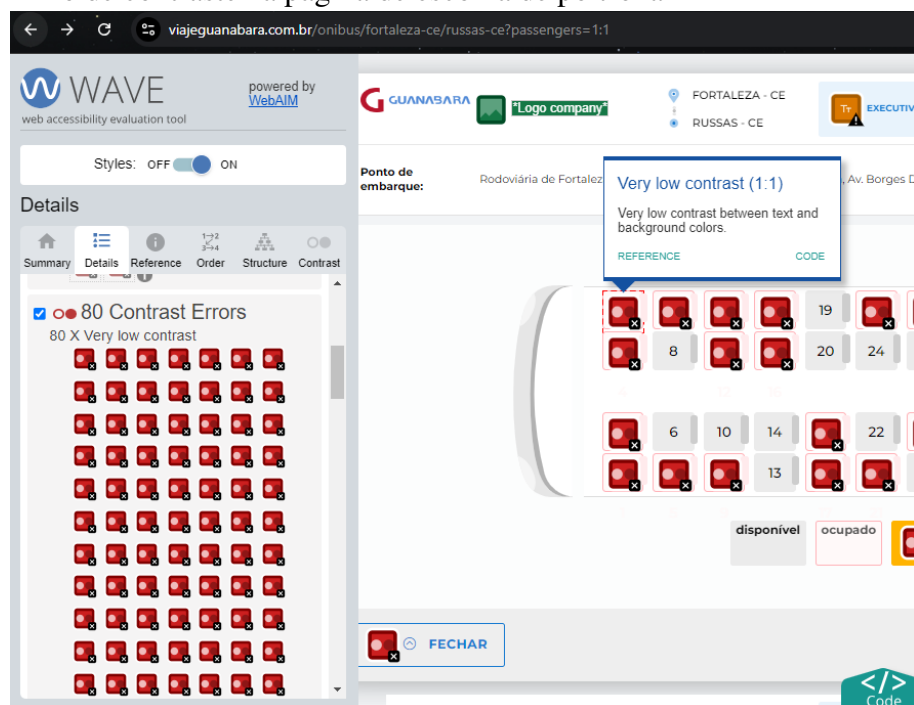 viajeguanabara.com.br/onibus/fortaleza-ce/russas-ce?passengers=1:1
WAVE
web accessibility evaluation tool
powered by
WebAIM
Styles: OFF ON
Details
Summary Details Reference Order Structure Contrast
80 Contrast Errors
80 X Very low contrast
GUANABARA
*Logo company*
FORTALEZA - CE
RUSSAS - CE
Tr
EXECUTIV
Ponto de
embarque:
Rodoviária de Fortalez
, Av. Borges D
Very low contrast (1:1)
Very low contrast between text and
background colors.
REFERENCE CODE
19
8 20 24
6 10 14 22
13
disponível
ocupado
FECHAR
</>
Code